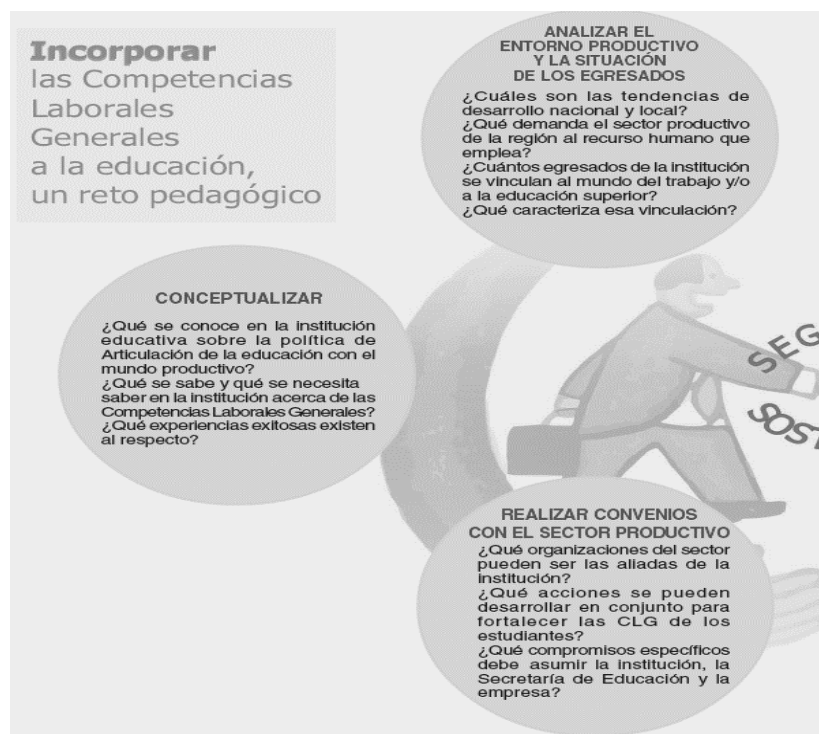 Incorporar
las Competencias
Laborales
Generales
a la educación,
un reto pedagógico
ANALIZAR EL
ENTORNO PRODUCTIVO
Y LA SITUACIÓN
DE LOS EGRESADOS
¿Cuáles son las tendencias de
desarrollo nacional y local?
¿Qué demanda el sector productivo
de la región al recurso humano que
emplea?
¿Cuántos egresados de la institución
se vinculan al mundo del trabajo y/o
a la educación superior?
¿Qué caracteriza esa vinculación?
CONCEPTUALIZAR
¿Qué se conoce en la institución
educativa sobre la política de
Articulación de la educación con el
mundo productivo?
¿Qué se sabe y qué se necesita
saber en la institución acerca de las
Competencias Laborales Generales?
¿Qué experiencias exitosas existen
al respecto?
SEG
SOST
REALIZAR CONVENIOS
CON EL SECTOR PRODUCTIVO
¿Qué organizaciones del sector
pueden ser las aliadas de la
institución?
¿Qué acciones se pueden
desarrollar en conjunto para
fortalecer las CLG de los
estudiantes?
¿Qué compromisos específicos
debe asumir la institución, la
Secretaría de Educación y la
empresa?